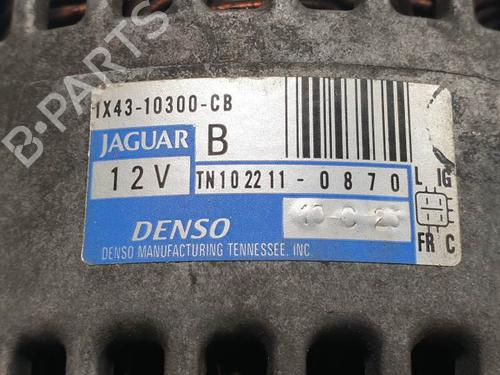 B-PARTS
1X43-10300-CB
JAGUAR B
12V TN102211-0870
L IG
DENSO
FR C
DENSO MANUFACTURING TENNESSEE, INC.